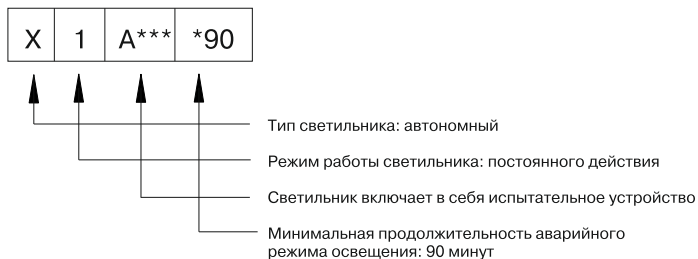 X 1 A*** *90
Тип светильника: автономный
Режим работы светильника: постоянного действия
Светильник включает в себя испытательное устройство
Минимальная продолжительность аварийного
режима освещения: 90 минут